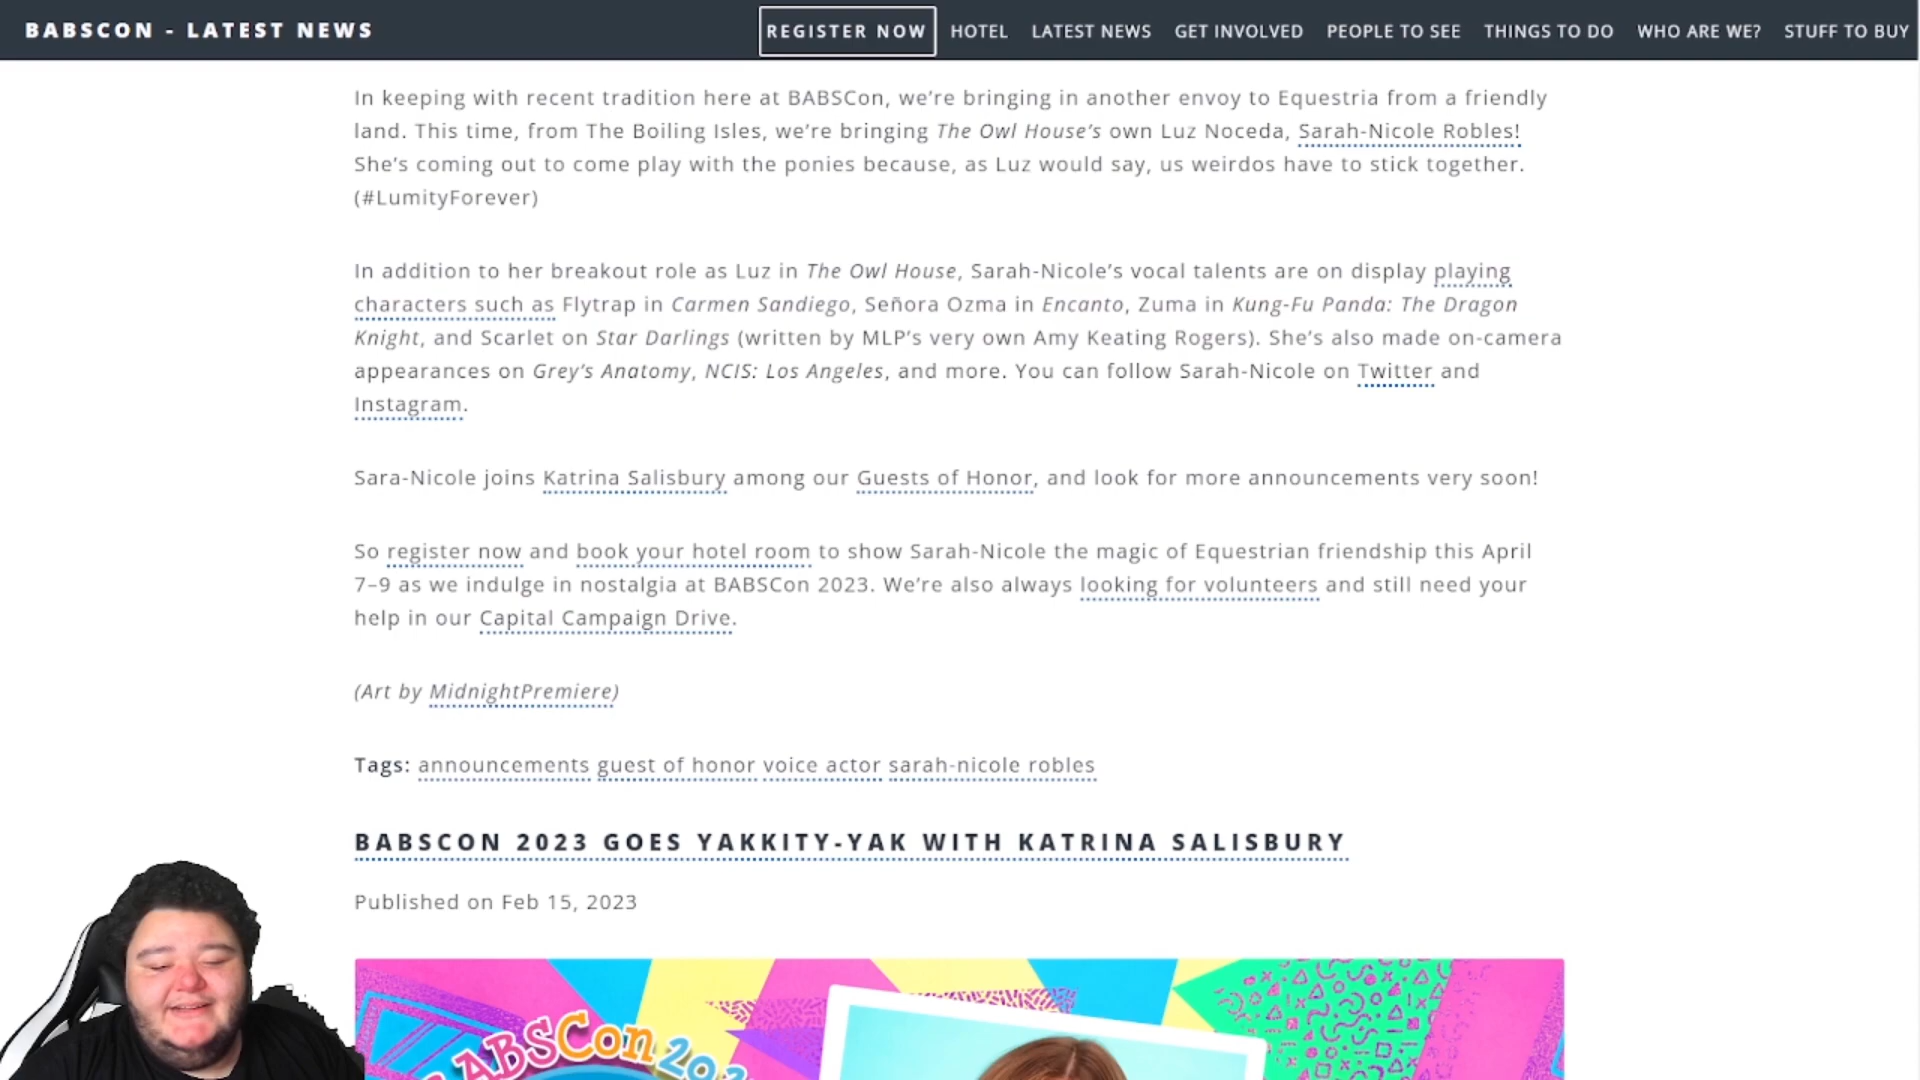 BABSCON - LATEST NEWS
REGISTER NOW HOTEL LATEST NEWS GET INVOLVED PEOPLE TO SEE THINGS TO DO WHO ARE WE? STUFF TO BUY
In keeping with recent tradition here at BABSCon, we’re bringing in another envoy to Equestria from a friendly
land. This time, from The Boiling Isles, we’re bringing The Owl House’s own Luz Noceda, Sarah-Nicole Robles!
She’s coming out to come play with the ponies because, as Luz would say, us weirdos have to stick together.
(#LumityForever)
In addition to her breakout role as Luz in The Owl House, Sarah-Nicole’s vocal talents are on display playing
characters such as Flytrap in Carmen Sandiego, Señora Ozma in Encanto, Zuma in Kung-Fu Panda: The Dragon
Knight, and Scarlet on Star Darlings (written by MLP’s very own Amy Keating Rogers). She’s also made on-camera
appearances on Grey’s Anatomy, NCIS: Los Angeles, and more. You can follow Sarah-Nicole on Twitter and
Instagram.
Sara-Nicole joins Katrina Salisbury among our Guests of Honor, and look for more announcements very soon!
So register now and book your hotel room to show Sarah-Nicole the magic of Equestrian friendship this April
7–9 as we indulge in nostalgia at BABSCon 2023. We’re also always looking for volunteers and still need your
help in our Capital Campaign Drive.
(Art by MidnightPremiere)
Tags: announcements guest of honor voice actor sarah-nicole robles
BABSCON 2023 GOES YAKKITY-YAK WITH KATRINA SALISBURY
Published on Feb 15, 2023
BABSCon 2023